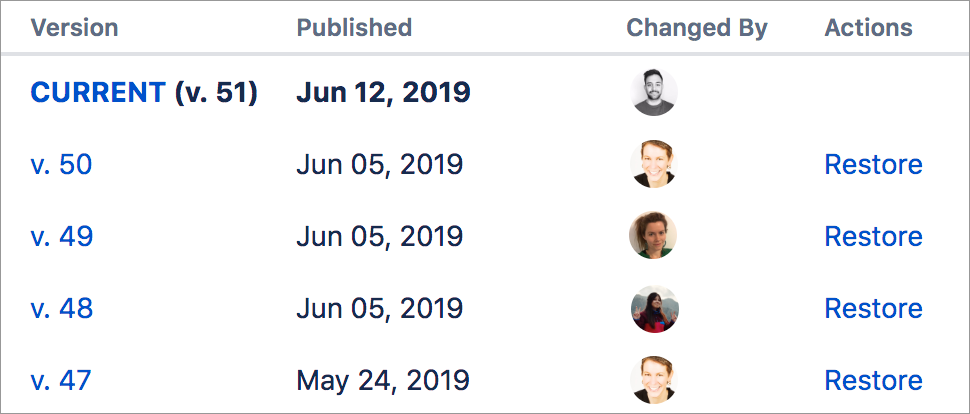 Version Published Changed By Actions
CURRENT (v. 51) Jun 12, 2019
v. 50 Jun 05, 2019 Restore
v. 49 Jun 05, 2019 Restore
v. 48 Jun 05, 2019 Restore
v. 47 May 24, 2019 Restore